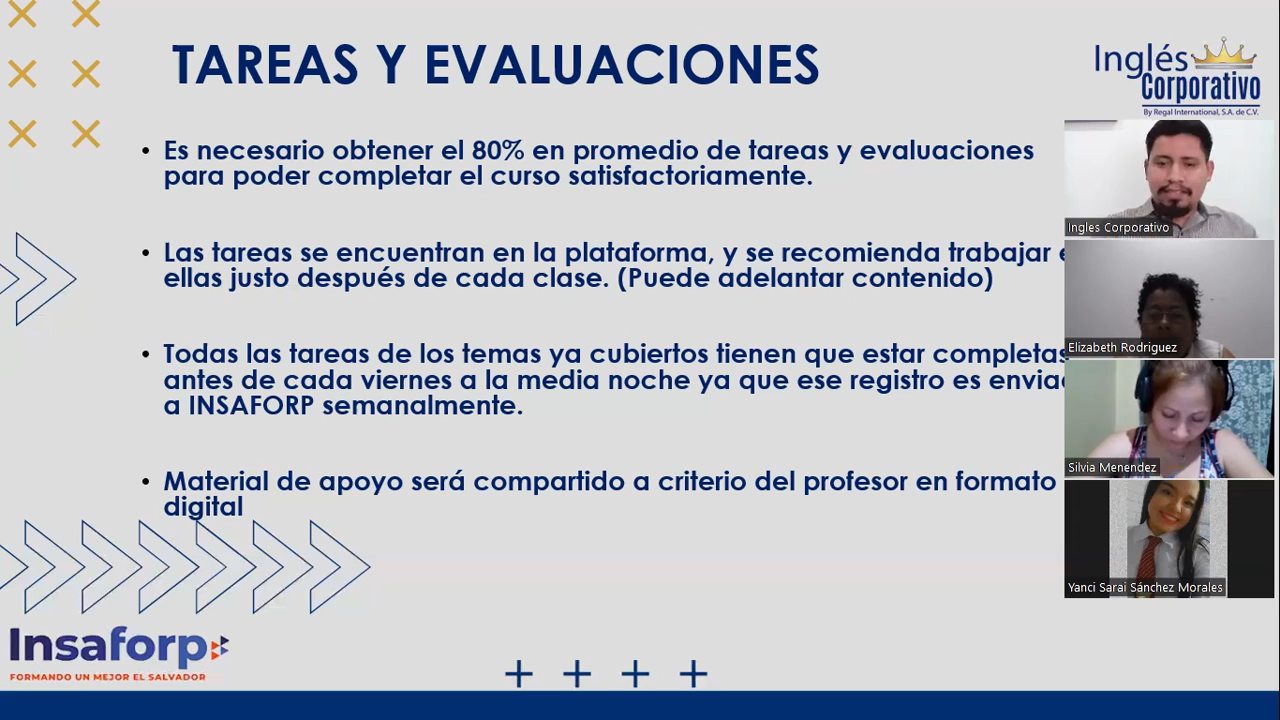 TAREAS Y EVALUACIONES
Inglés
Corporativo
By Regal International, S.A. de C.V.
• Es necesario obtener el 80% en promedio de tareas y evaluaciones
para poder completar el curso satisfactoriamente.
• Las tareas se encuentran en la plataforma, y se recomienda trabajar
ellas justo después de cada clase. (Puede adelantar contenido)
• Todas las tareas de los temas ya cubiertos tienen que estar completas
antes de cada viernes a la media noche ya que ese registro es
a INSAFORP semanalmente.
• Material de apoyo será compartido a criterio del profesor en formato
digital
Ingles Corporativo
Elizabeth Rodriguez
Silvia Menendez
Yanci Sarai Sánchez Morales
Insaforp
FORMANDO UN MEJOR EL SALVADOR